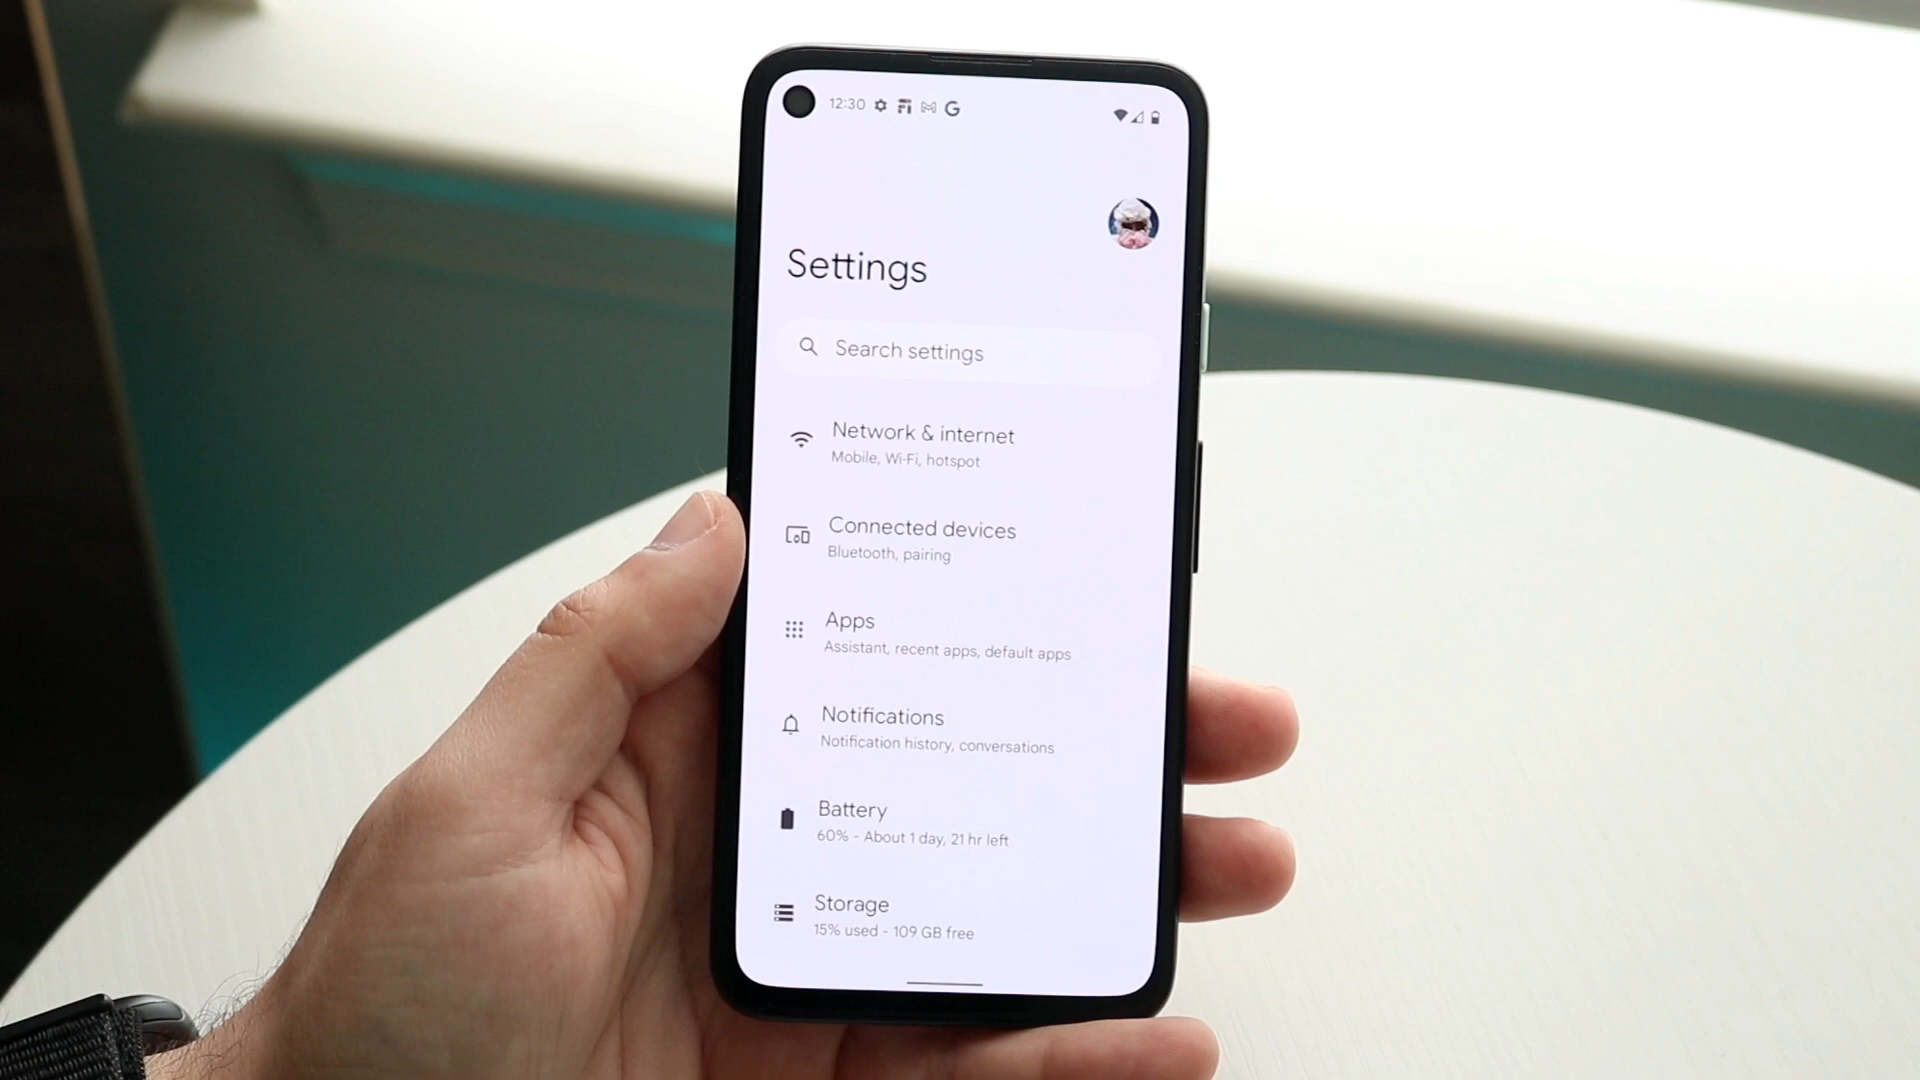 12:30 Fi M G
Settings
Search settings
Network & internet
Mobile, Wi-Fi, hotspot
Connected devices
Bluetooth, pairing
Apps
Assistant, recent apps, default apps
Notifications
Notification history, conversations
Battery
60% - About 1 day, 21 hr left
Storage
15% used - 109 GB free